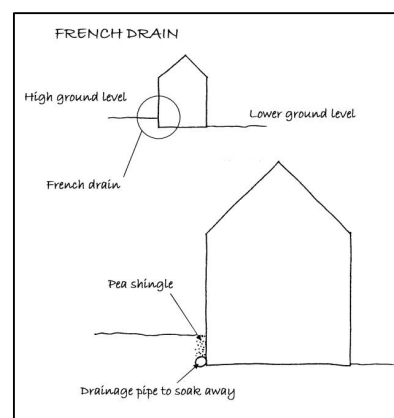 FRENCH DRAIN
High ground level
Lower ground level
French drain
Pea shingle
Drainage pipe to soak away